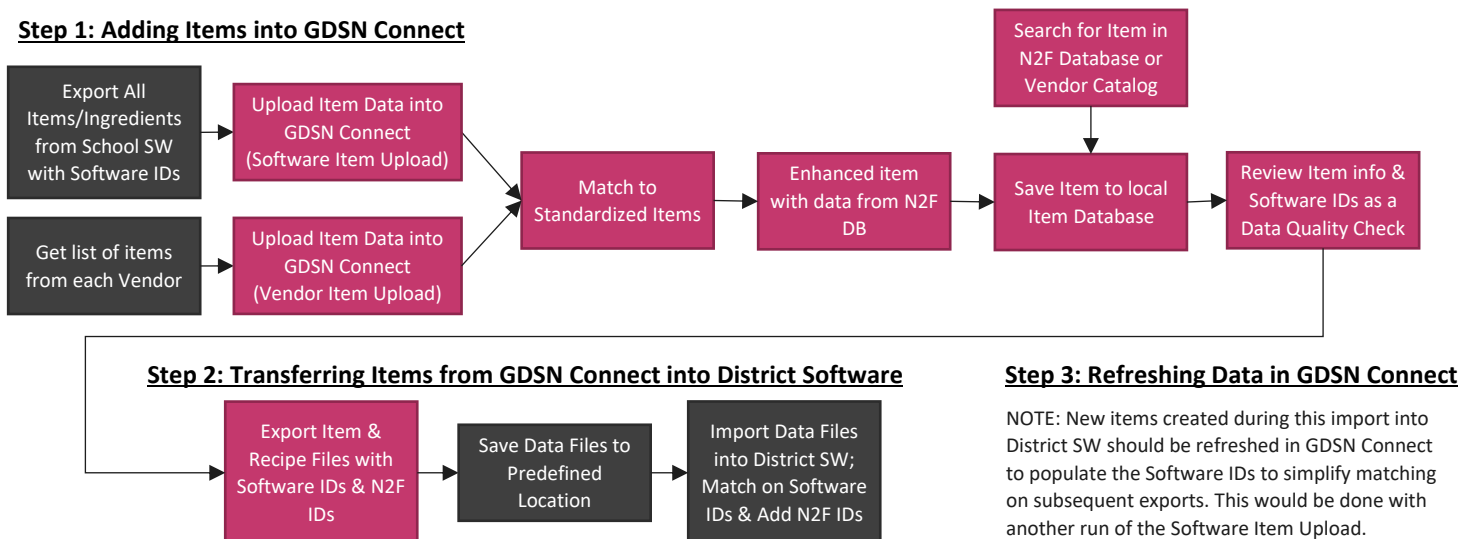 Step 1: Adding Items into GDSN Connect
Export All
Items/Ingredients
from School SW
with Software IDs
Upload Item Data into
GDSN Connect
(Software Item Upload)
Get list of items
from each Vendor
Upload Item Data into
GDSN Connect
(Vendor Item Upload)
Match to
Standardized Items
Enhanced item
with data from N2F
DB
Search for Item in
N2F Database or
Vendor Catalog
Save Item to local
Item Database
Review Item info &
Software IDs as a
Data Quality Check
Step 2: Transferring Items from GDSN Connect into District Software
Export Item &
Recipe Files with
Software IDs & N2F
IDs
Save Data Files to
Predefined
Location
Import Data Files
into District SW;
Match on Software
IDs & Add N2F IDs
Step 3: Refreshing Data in GDSN Connect
NOTE: New items created during this import into
District SW should be refreshed in GDSN Connect
to populate the Software IDs to simplify matching
on subsequent exports. This would be done with
another run of the Software Item Upload.